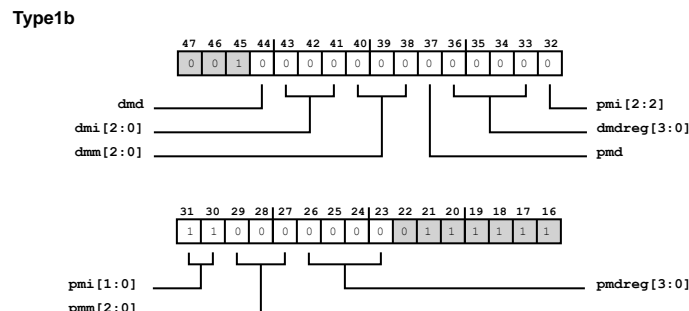 Type1b
47 46 45 44 43 42 41 40 39 38 37 36 35 34 33 32
0 0 1 0 0 0 0 0 0 0 0 0 0 0 0 0
dmd
pmi[2:2]
dmi[2:0]
dmdreg[3:0]
dmm[2:0]
pmd
31 30 29 28 27 26 25 24 23 22 21 20 19 18 17 16
1 1 0 0 0 0 0 0 0 0 1 1 1 1 1 1
pmi[1:0]
pmdreg[3:0]
pmm[2:0]